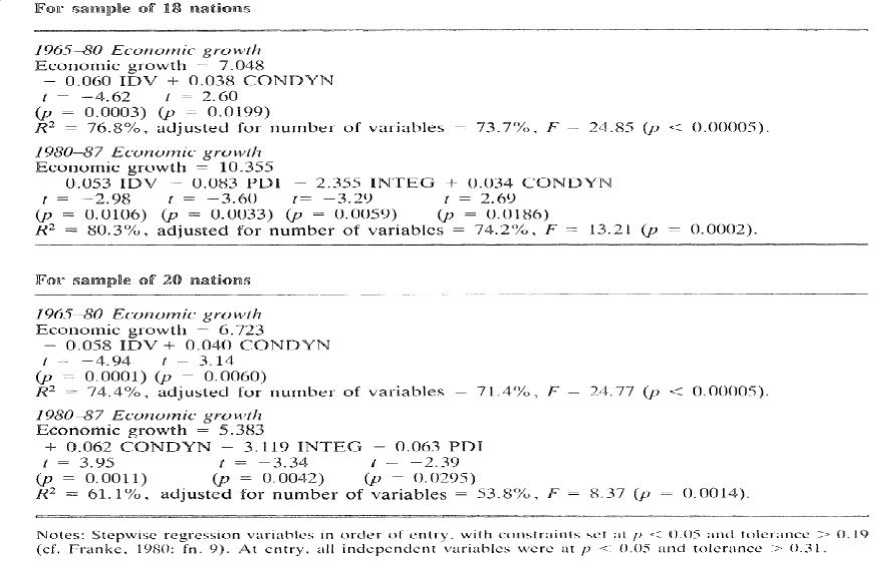 For sample of 18 nations
1965–80 Economic growth
Economic growth = 7.048
− 0.060 IDV + 0.038 CONDYN
t = −4.62 t = 2.60
(p = 0.0003) (p = 0.0199)
R² = 76.8%, adjusted for number of variables = 73.7%, F = 24.85 (p < 0.00005).
1980–87 Economic growth
Economic growth = 10.355
0.053 IDV − 0.083 PDI − 2.355 INTEG + 0.034 CONDYN
t = −2.98 t = −3.60 t = −3.29 t = 2.69
(p = 0.0106) (p = 0.0033) (p = 0.0059) (p = 0.0186)
R² = 80.3%, adjusted for number of variables = 74.2%, F = 13.21 (p = 0.0002).
For sample of 20 nations
1965–80 Economic growth
Economic growth = 6.723
− 0.058 IDV + 0.040 CONDYN
t = −4.94 t = 3.14
(p = 0.0001) (p = 0.0060)
R² = 74.4%, adjusted for number of variables = 71.4%, F = 24.77 (p < 0.00005).
1980–87 Economic growth
Economic growth = 5.383
+ 0.062 CONDYN − 3.119 INTEG − 0.063 PDI
t = 3.95 t = −3.34 t = −2.39
(p = 0.0011) (p = 0.0042) (p = 0.0295)
R² = 61.1%, adjusted for number of variables = 53.8%, F = 8.37 (p = 0.0014).
Notes: Stepwise regression variables in order of entry, with constraints set at p < 0.05 and tolerance > 0.19
(cf. Franke, 1980: fn. 9). At entry, all independent variables were at p < 0.05 and tolerance > 0.31.